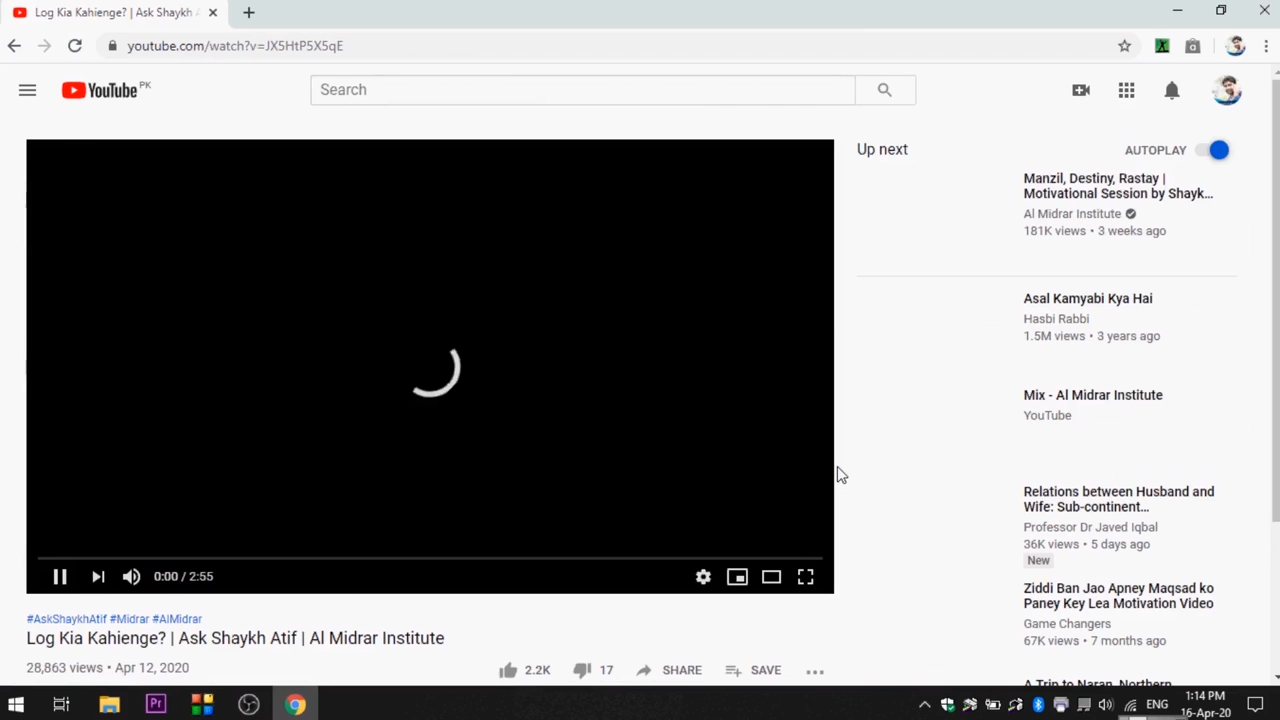 Log Kia Kahienge? | Ask Shaykh A
youtube.com/watch?v=JX5HtP5X5qE
YouTube PK
Search
Up next
AUTOPLAY
Manzil, Destiny, Rastay |
Motivational Session by Shayk...
Al Midrar Institute
181K views • 3 weeks ago
Asal Kamyabi Kya Hai
Hasbi Rabbi
1.5M views • 3 years ago
Mix - Al Midrar Institute
YouTube
Relations between Husband and
Wife: Sub-continent...
Professor Dr Javed Iqbal
36K views • 5 days ago
New
Ziddi Ban Jao Apney Maqsad ko
Paney Key Lea Motivation Video
Game Changers
67K views • 7 months ago
A Trip to Naran, Northern
0:00 / 2:55
#AskShaykhAtif #Midrar #AlMidrar
Log Kia Kahienge? | Ask Shaykh Atif | Al Midrar Institute
28,863 views • Apr 12, 2020
2.2K
17
SHARE
SAVE
Pr
ENG
1:14 PM
16-Apr-20